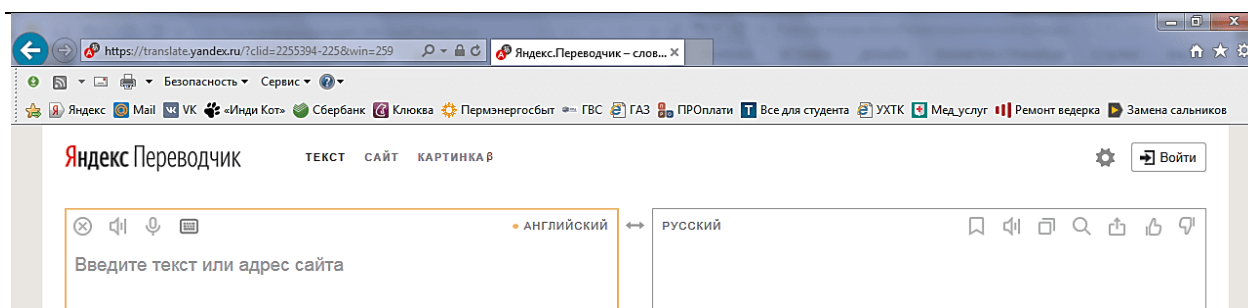 https://translate.yandex.ru/?clid=2255394-225&win=259 Яндекс.Переводчик – слов...
Безопасность Сервис
Яндекс Mail VK «Инди Кот» Сбербанк Клюква Пермэнергосбыт ГВС ГАЗ ПРОплати Все для студента УХТК Мед_услуг Ремонт ведерка Замена сальников
Яндекс Переводчик ТЕКСТ САЙТ КАРТИНКАβ Войти
АНГЛИЙСКИЙ РУССКИЙ
Введите текст или адрес сайта